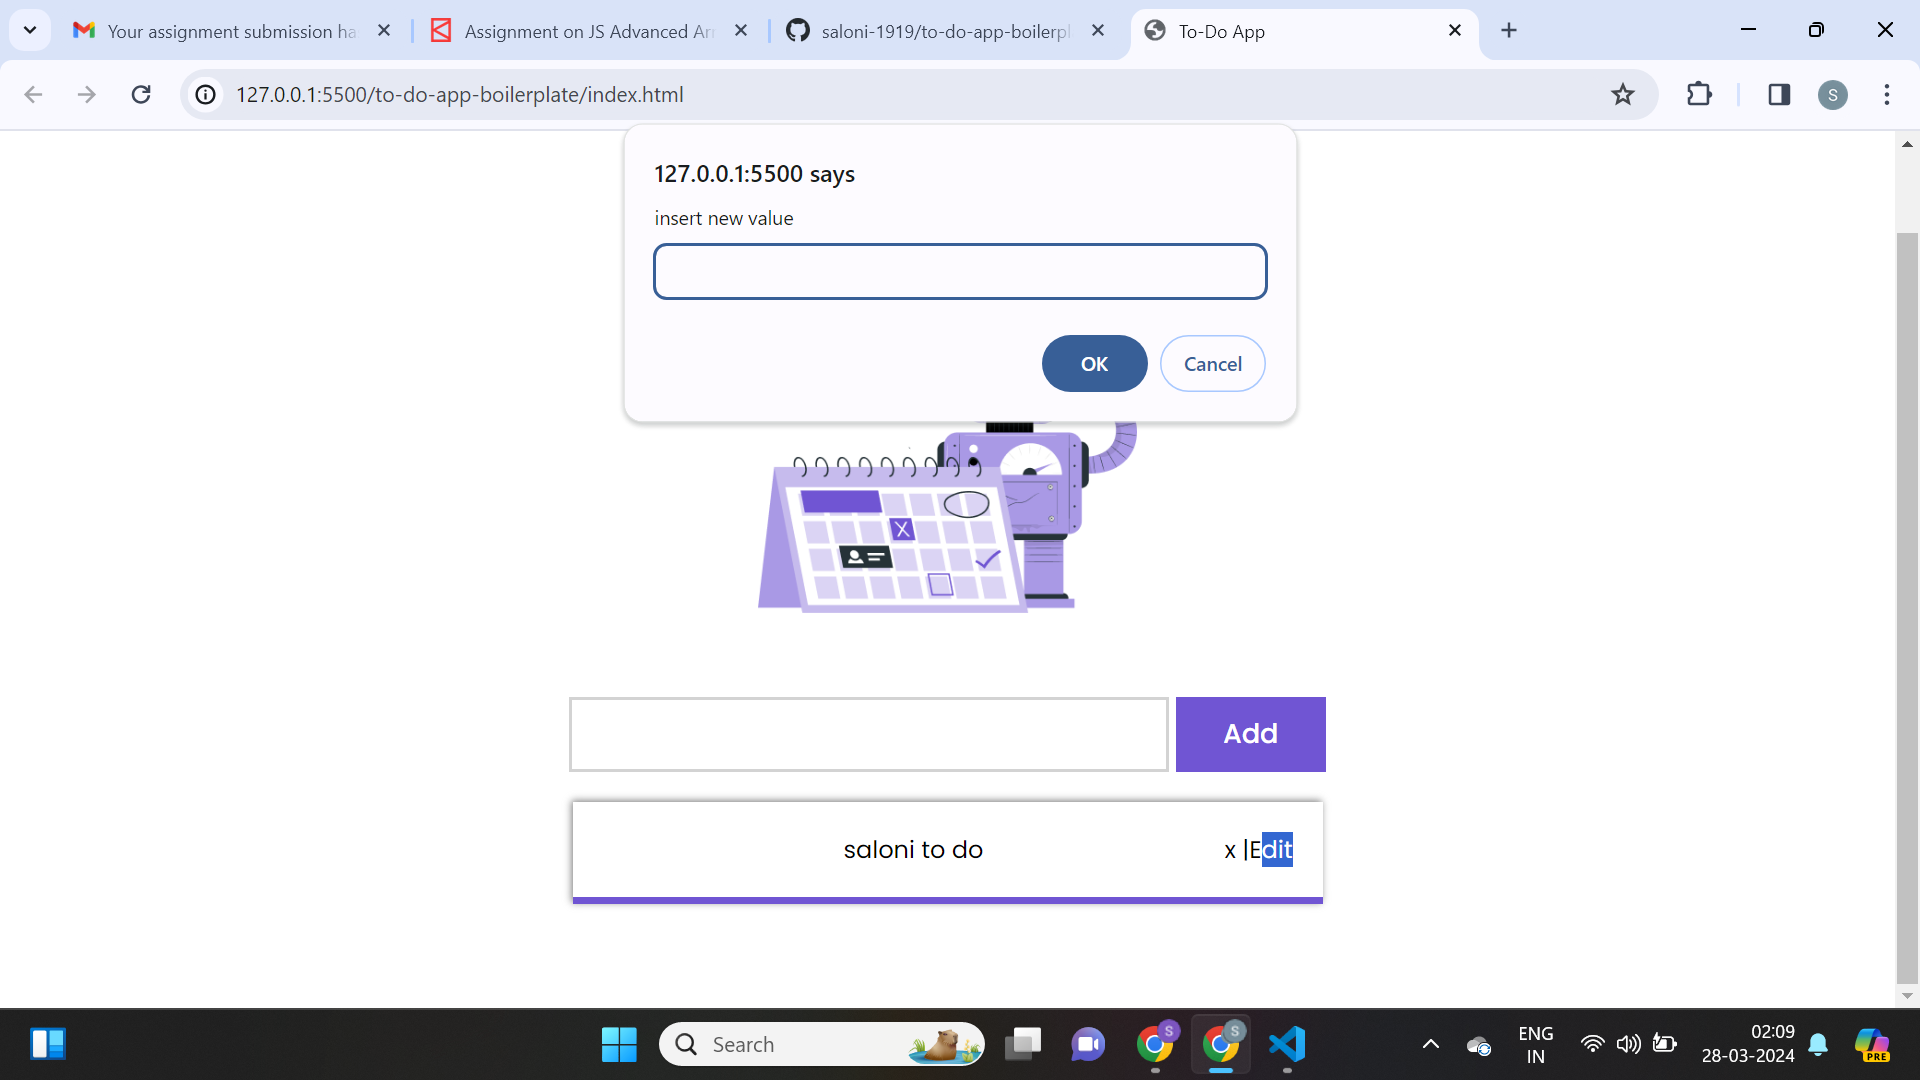 Your assignment submission ha
Assignment on JS Advanced Arr
saloni-1919/to-do-app-boilerpl
To-Do App
127.0.0.1:5500/to-do-app-boilerplate/index.html
S
127.0.0.1:5500 says
insert new value
OK
Cancel
X
Add
saloni to do
x |Edit
Search
S
S
ENG
IN
02:09
28-03-2024
PRE